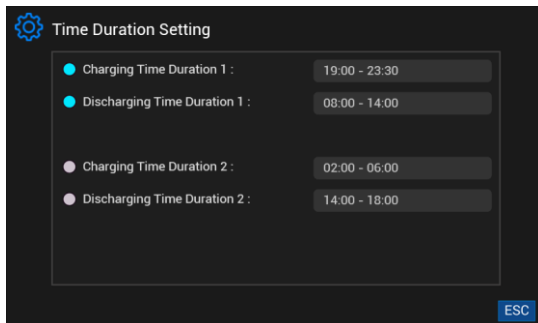 Time Duration Setting
Charging Time Duration 1 : 19:00 - 23:30
Discharging Time Duration 1 : 08:00 - 14:00
Charging Time Duration 2 : 02:00 - 06:00
Discharging Time Duration 2 : 14:00 - 18:00
ESC